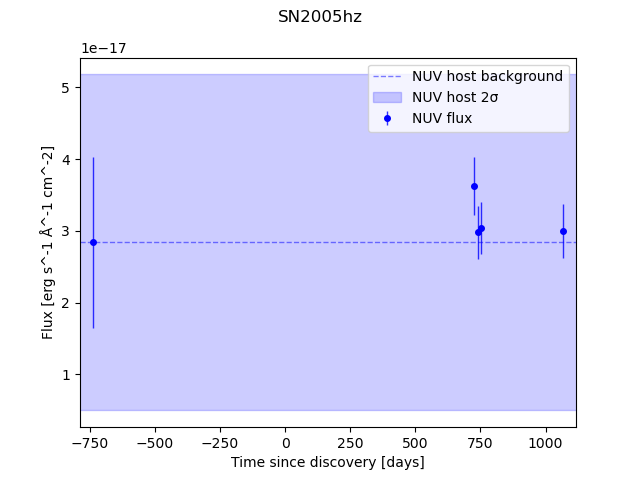 SN2005hz
1e−17
NUV host background
NUV host 2σ
NUV flux
5
4
3
2
1
Flux [erg s^-1 Å^-1 cm^-2]
−750 −500 −250 0 250 500 750 1000
Time since discovery [days]